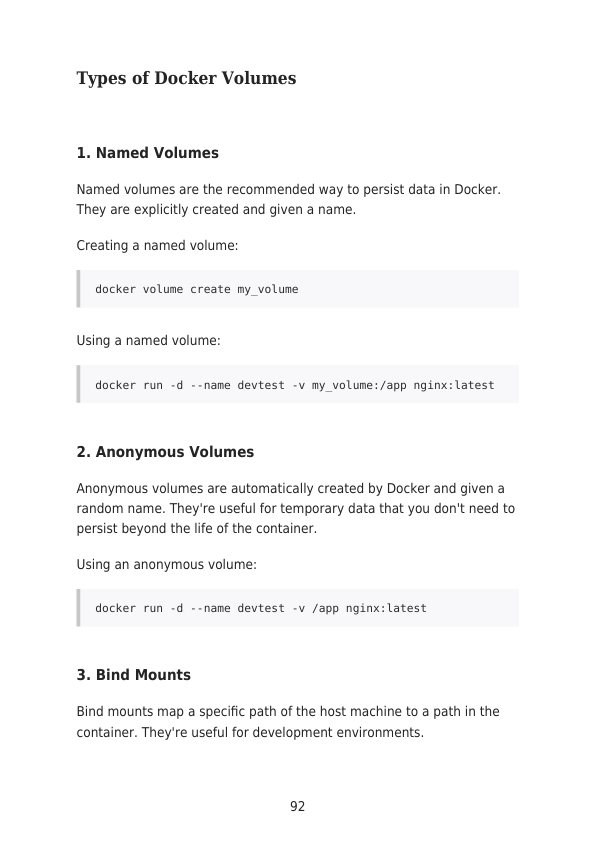 Types of Docker Volumes
1. Named Volumes
Named volumes are the recommended way to persist data in Docker.
They are explicitly created and given a name.
Creating a named volume:
docker volume create my_volume
Using a named volume:
docker run -d --name devtest -v my_volume:/app nginx:latest
2. Anonymous Volumes
Anonymous volumes are automatically created by Docker and given a
random name. They're useful for temporary data that you don't need to
persist beyond the life of the container.
Using an anonymous volume:
docker run -d --name devtest -v /app nginx:latest
3. Bind Mounts
Bind mounts map a specific path of the host machine to a path in the
container. They're useful for development environments.
92